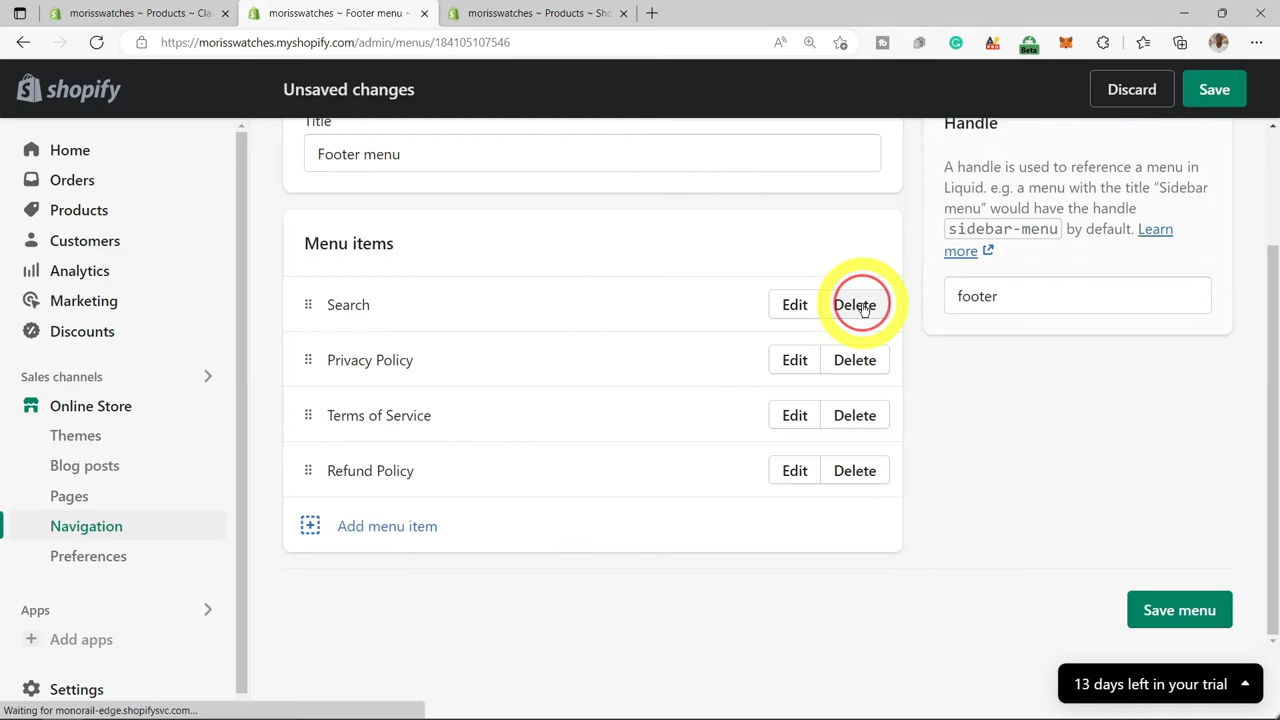 morisswatches ~ Products ~ Cla
morisswatches ~ Footer menu ~
morisswatches ~ Products ~ Sho
https://morisswatches.myshopify.com/admin/menus/184105107546
Beta
shopify
Unsaved changes
Discard
Save
Home
Orders
Products
Customers
Analytics
Marketing
Discounts
Sales channels
Online Store
Themes
Blog posts
Pages
Navigation
Preferences
Apps
Add apps
Settings
Title
Footer menu
Menu items
Search
Edit
Delete
Privacy Policy
Edit
Delete
Terms of Service
Edit
Delete
Refund Policy
Edit
Delete
Add menu item
Handle
A handle is used to reference a menu in
Liquid. e.g. a menu with the title “Sidebar
menu” would have the handle
sidebar-menu by default. Learn
more
footer
Save menu
13 days left in your trial
Waiting for monorail-edge.shopifysvc.com...